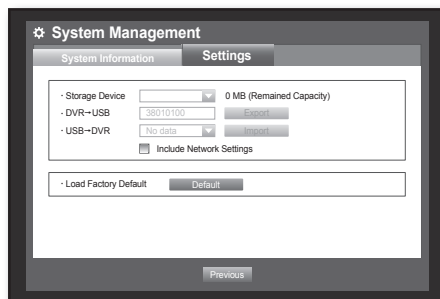 System Management
System Information Settings
· Storage Device 0 MB (Remained Capacity)
· DVR→USB 38010100 Export
· USB→DVR No data Import
Include Network Settings
· Load Factory Default Default
Previous